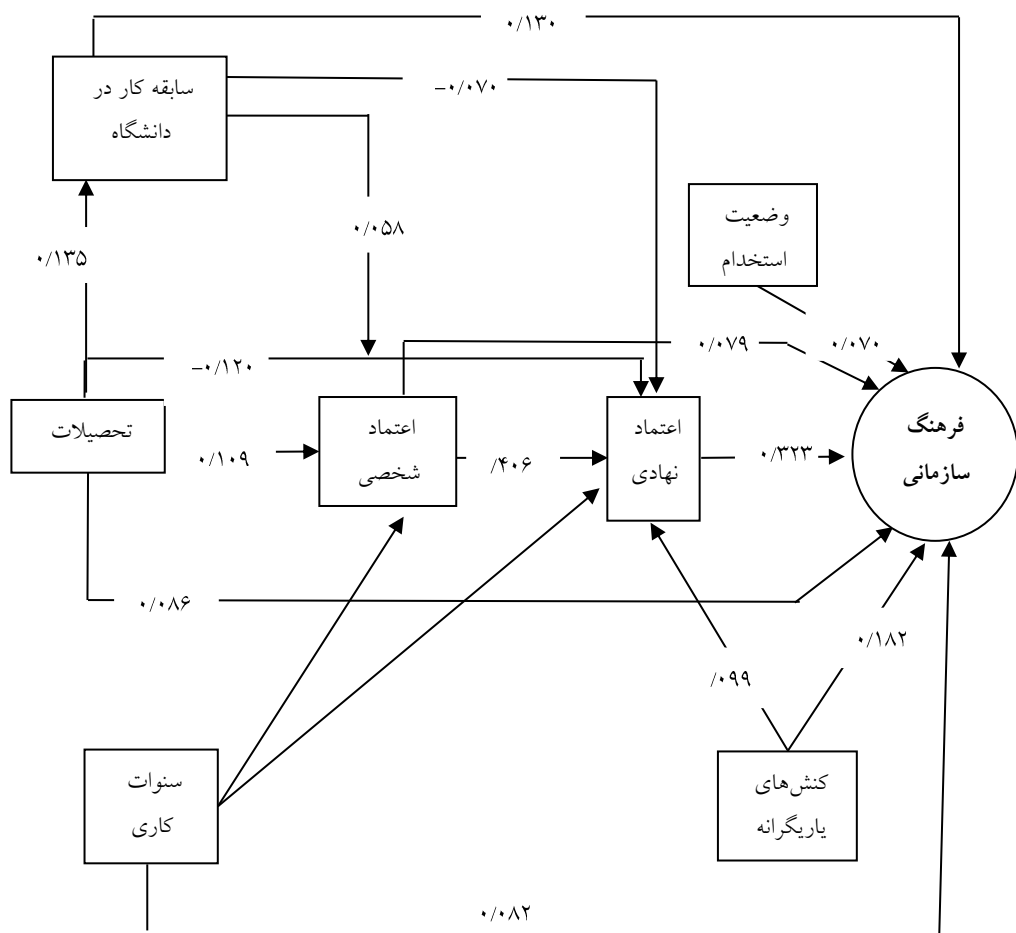 ۰/۱۳۰
سابقه کار در
دانشگاه
-۰/۰۷۰
وضعیت
استخدام
۰/۰۵۸
۰/۱۳۵
۰/۰۷۹
۰/۰۷۰
-۰/۱۲۰
تحصیلات
۰/۱۰۹
اعتماد
شخصی
/۴۰۶
اعتماد
نهادی
۰/۳۲۳
فرهنگ
سازمانی
۰/۰۸۶
۰/۱۸۲
/۰۹۹
سنوات
کاری
کنش‌های
یاریگرانه
۰/۰۸۲